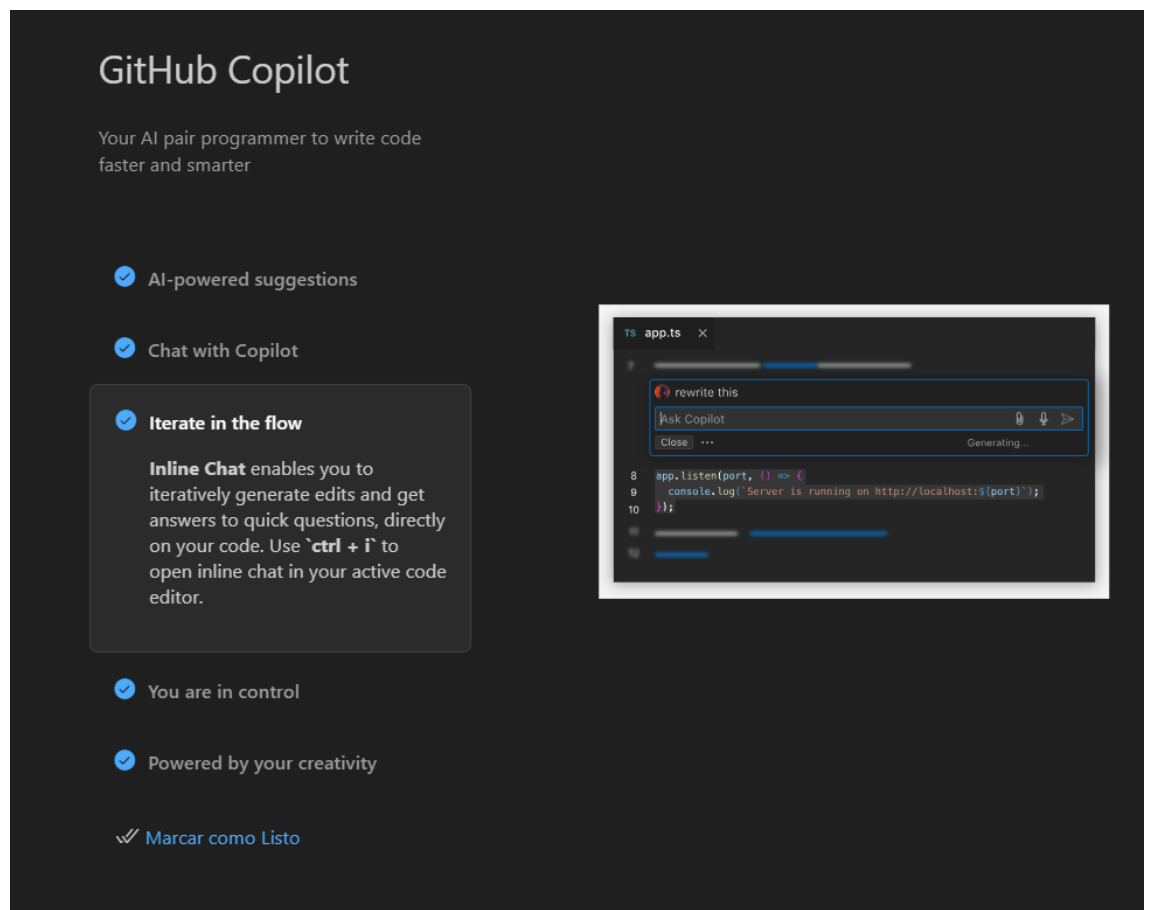 GitHub Copilot
Your AI pair programmer to write code
faster and smarter
AI-powered suggestions
Chat with Copilot
Iterate in the flow
Inline Chat enables you to
iteratively generate edits and get
answers to quick questions, directly
on your code. Use `ctrl + i` to
open inline chat in your active code
editor.
You are in control
Powered by your creativity
Marcar como Listo
TS app.ts
rewrite this
Ask Copilot
Close ··· Generating...
8 app.listen(port, () => {
9 console.log(`Server is running on http://localhost:${port}`);
10 });
11
12